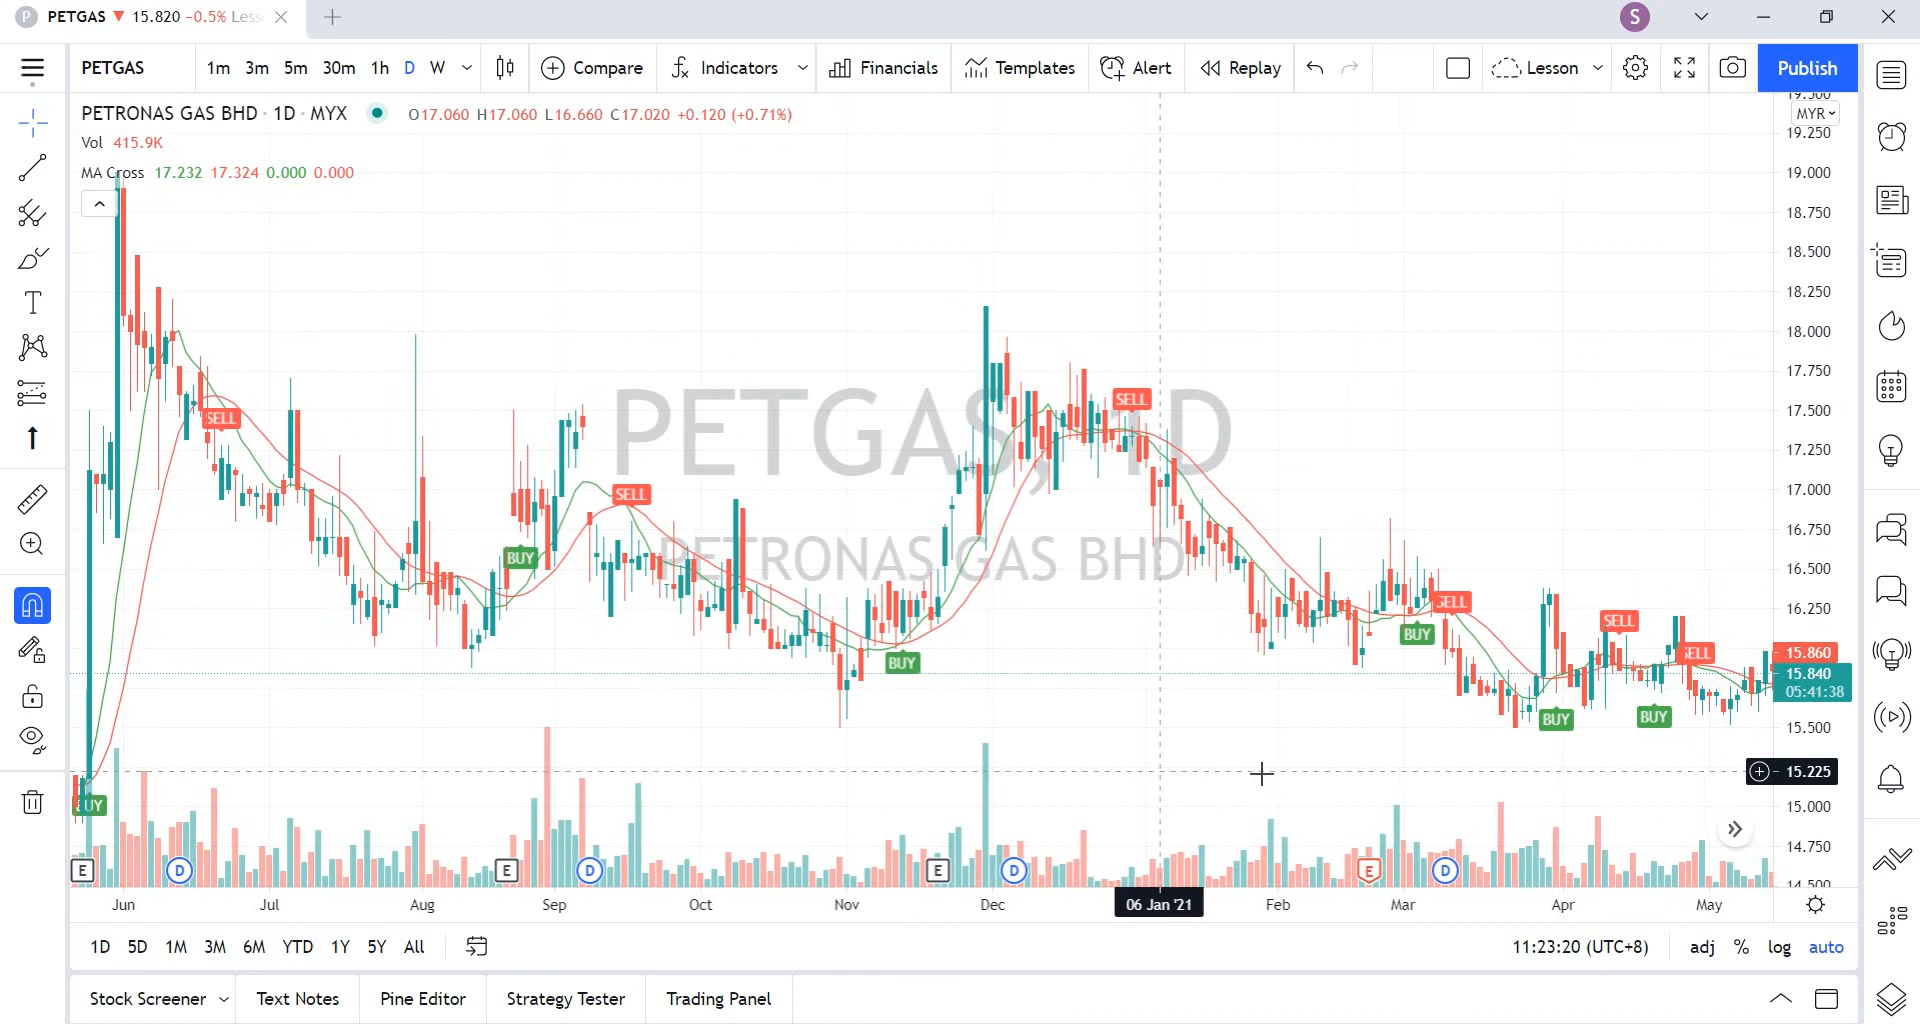 P PETGAS ▼ 15.820 −0.5% Less
S
PETGAS 1m 3m 5m 30m 1h D W Compare Indicators Financials Templates Alert Replay Lesson Publish
PETRONAS GAS BHD · 1D · MYX O17.060 H17.060 L16.660 C17.020 +0.120 (+0.71%)
Vol 415.9K
MA Cross 17.232 17.324 0.000 0.000
MYR
19.500
19.250
19.000
18.750
18.500
18.250
18.000
17.750
17.500
17.250
17.000
16.750
16.500
16.250
15.860
15.840
05:41:38
15.500
15.225
15.000
14.750
14.500
PETGAS, 1D
PETRONAS GAS BHD
SELL
SELL
SELL
SELL
SELL
SELL
BUY
BUY
BUY
BUY
BUY
BUY
E D E D E D E D
Jun Jul Aug Sep Oct Nov Dec 06 Jan '21 Feb Mar Apr May
1D 5D 1M 3M 6M YTD 1Y 5Y All 11:23:20 (UTC+8) adj % log auto
Stock Screener Text Notes Pine Editor Strategy Tester Trading Panel